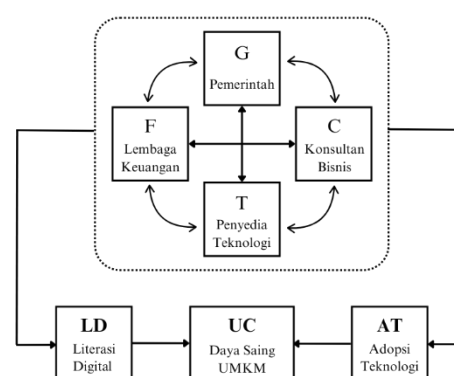 G
Pemerintah
F
Lembaga
Keuangan
C
Konsultan
Bisnis
T
Penyedia
Teknologi
LD
Literasi
Digital
UC
Daya Saing
UMKM
AT
Adopsi
Teknologi